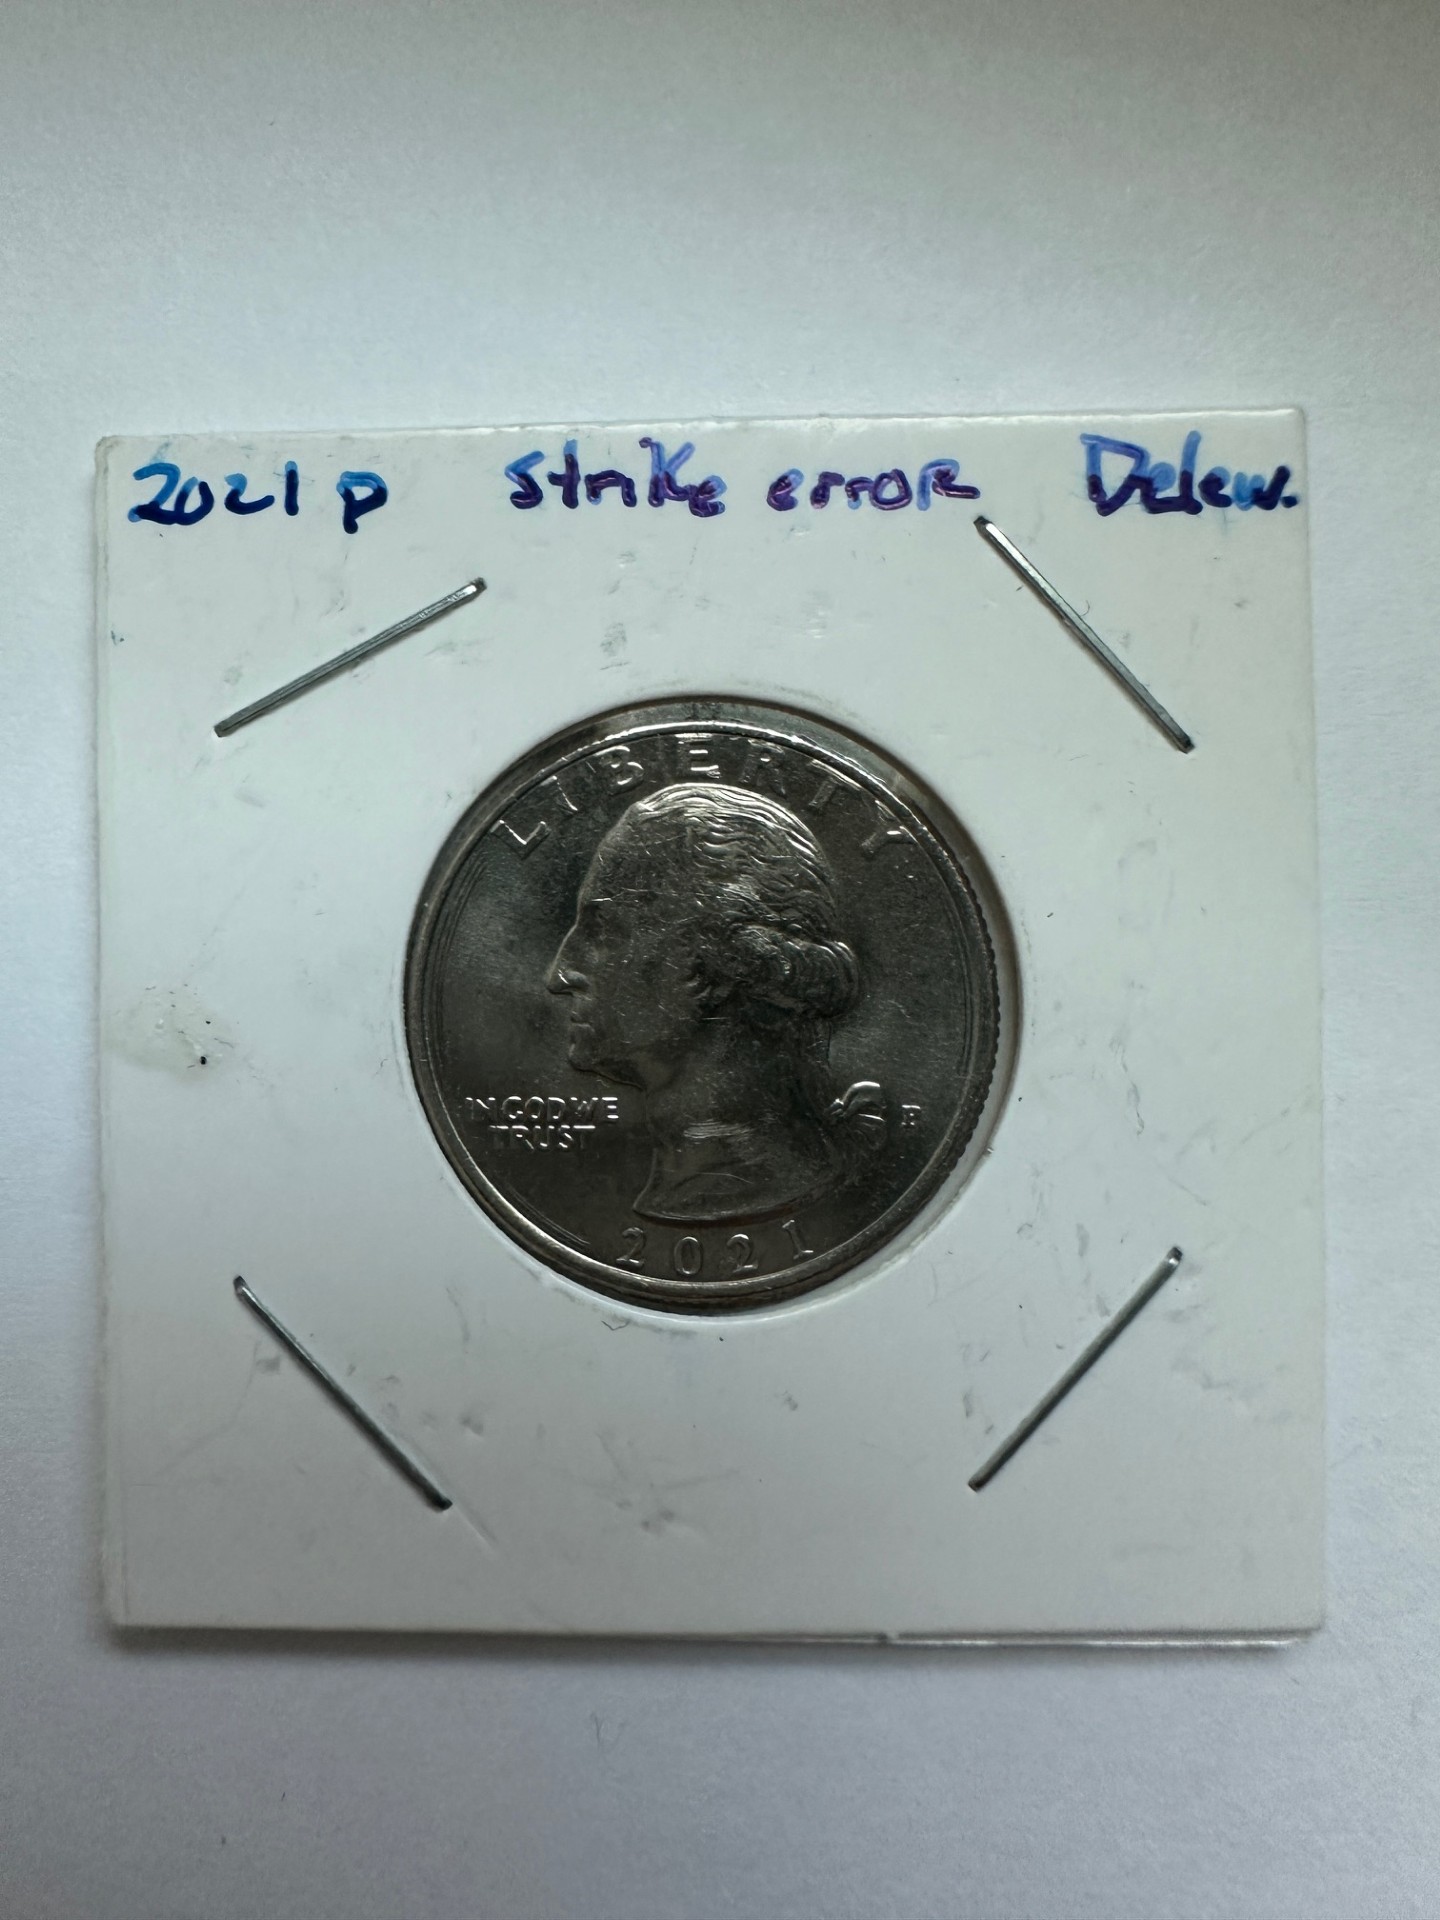 2021 P Strike error Delew.
LIBERTY
IN GOD WE
TRUST
P
2021